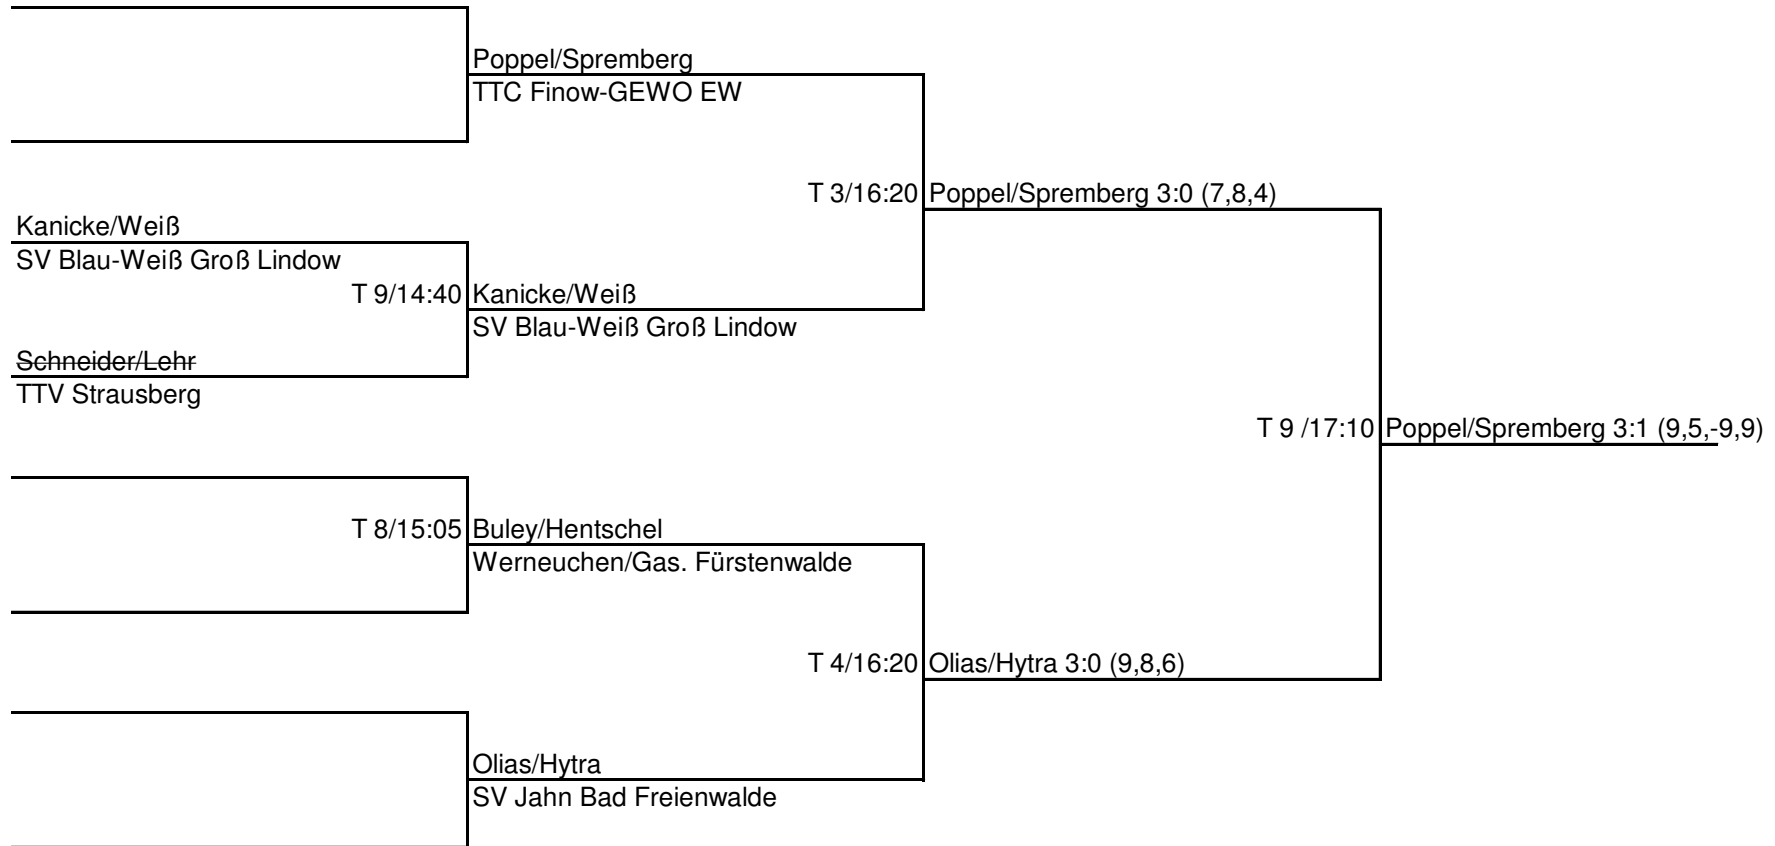 Poppel/Spremberg
TTC Finow-GEWO EW
T 3/16:20 Poppel/Spremberg 3:0 (7,8,4)
Kanicke/Weiß
SV Blau-Weiß Groß Lindow
T 9/14:40 Kanicke/Weiß
SV Blau-Weiß Groß Lindow
Schneider/Lehr
TTV Strausberg
T 9 /17:10 Poppel/Spremberg 3:1 (9,5,-9,9)
T 8/15:05 Buley/Hentschel
Werneuchen/Gas. Fürstenwalde
T 4/16:20 Olias/Hytra 3:0 (9,8,6)
Olias/Hytra
SV Jahn Bad Freienwalde